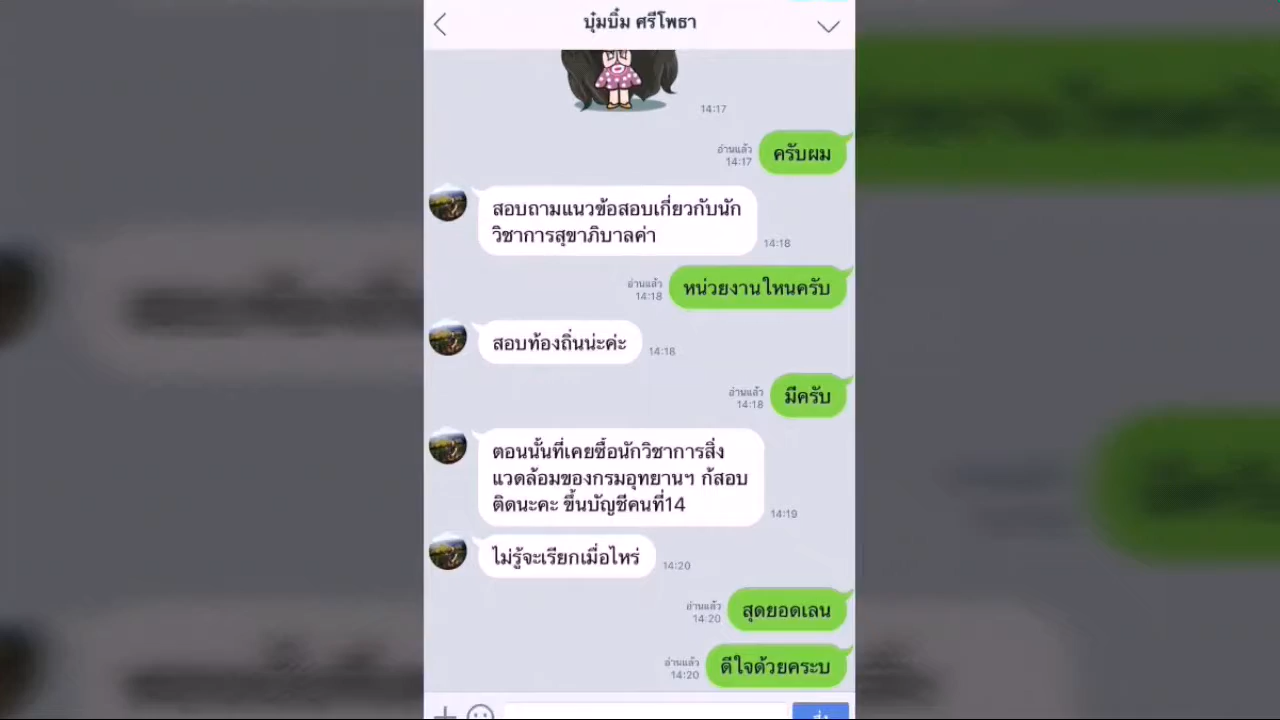 บุ๋มบิ๋ม ศรีโพธา
14:17
อ่านแล้ว
14:17
ครับผม
สอบถามแนวข้อสอบเกี่ยวกับนัก
วิชาการสุขาภิบาลค่า
14:18
อ่านแล้ว
14:18
หน่วยงานใหนครับ
สอบท้องถิ่นน่ะค่ะ
14:18
อ่านแล้ว
14:18
มีครับ
ตอนนั้นที่เคยซื้อนักวิชาการสิ่ง
แวดล้อมของกรมอุทยานฯ ก้สอบ
ติดนะคะ ขึ้นบัญชีคนที่14
14:19
ไม่รู้จะเรียกเมื่อไหร่
14:20
อ่านแล้ว
14:20
สุดยอดเลน
อ่านแล้ว
14:20
ดีใจด้วยคระบ